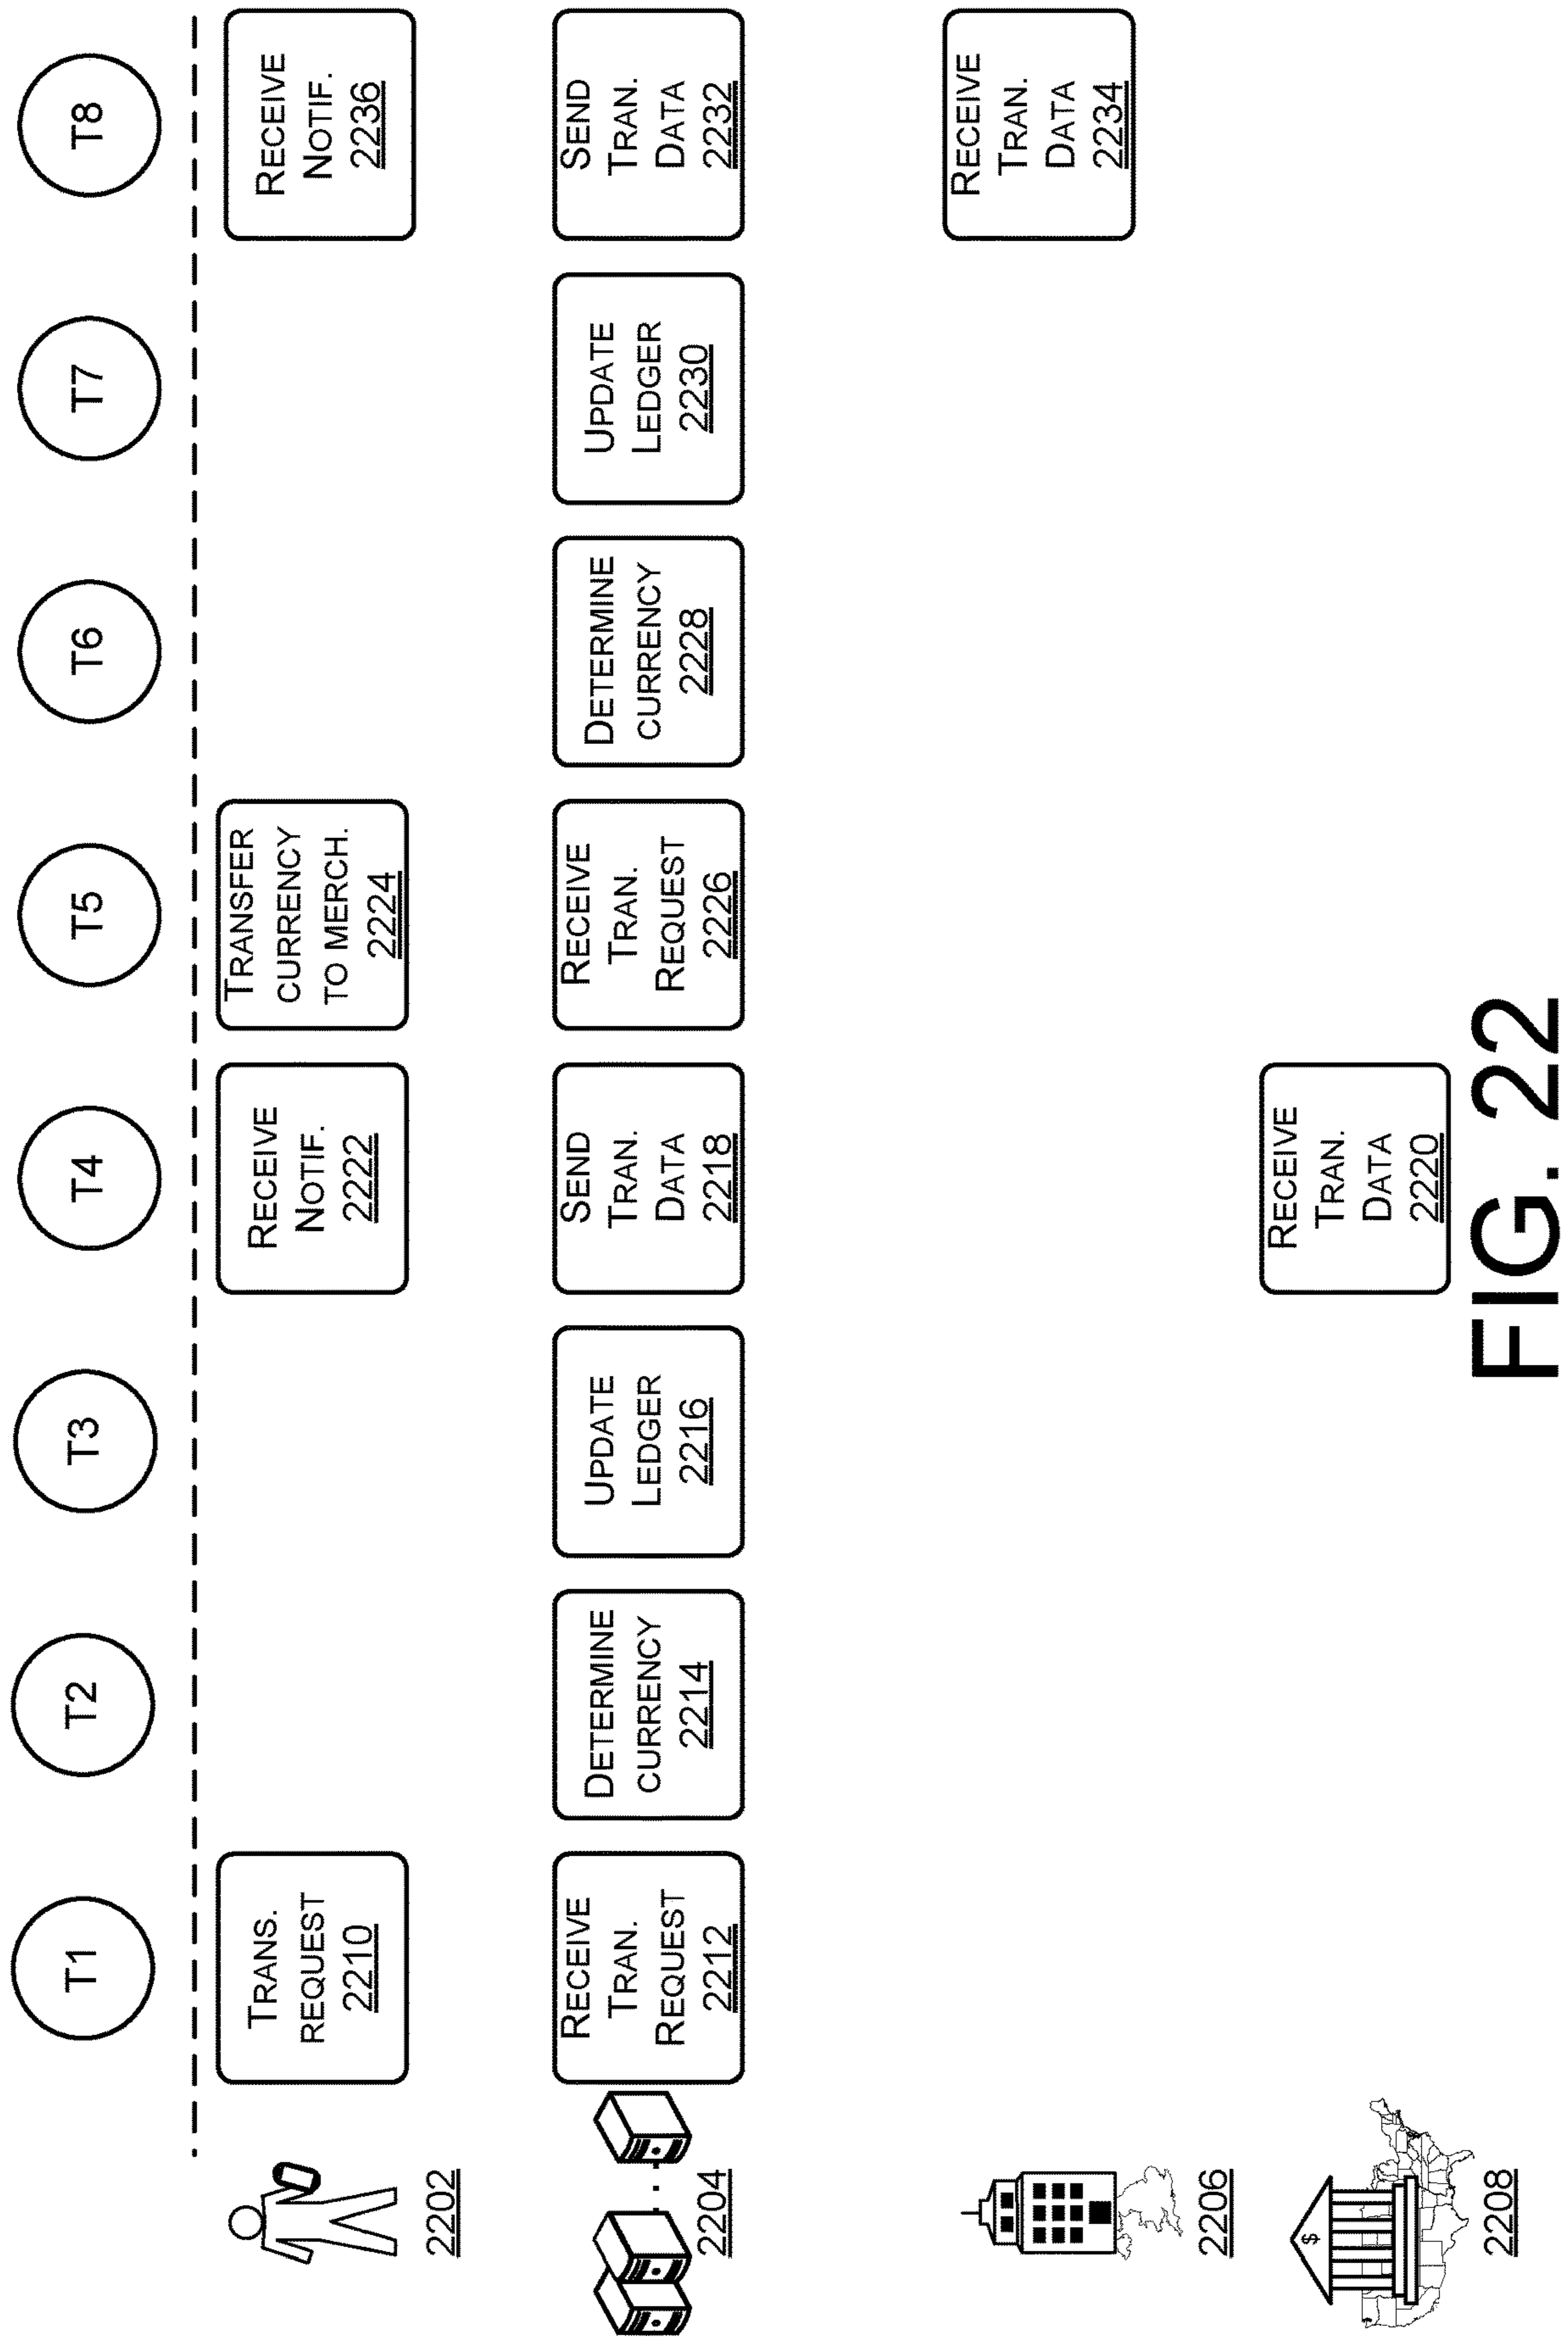 T1
T2
T3
T4
T5
T6
T7
T8
2202
TRANS.
REQUEST
2210
RECEIVE
NOTIF.
2222
TRANSFER
CURRENCY
TO MERCH.
2224
RECEIVE
NOTIF.
2236
2204
RECEIVE
TRAN.
REQUEST
2212
DETERMINE
CURRENCY
2214
UPDATE
LEDGER
2216
SEND
TRAN.
DATA
2218
RECEIVE
TRAN.
REQUEST
2226
DETERMINE
CURRENCY
2228
UPDATE
LEDGER
2230
SEND
TRAN.
DATA
2232
2206
RECEIVE
TRAN.
DATA
2234
$
2208
RECEIVE
TRAN.
DATA
2220
FIG. 22